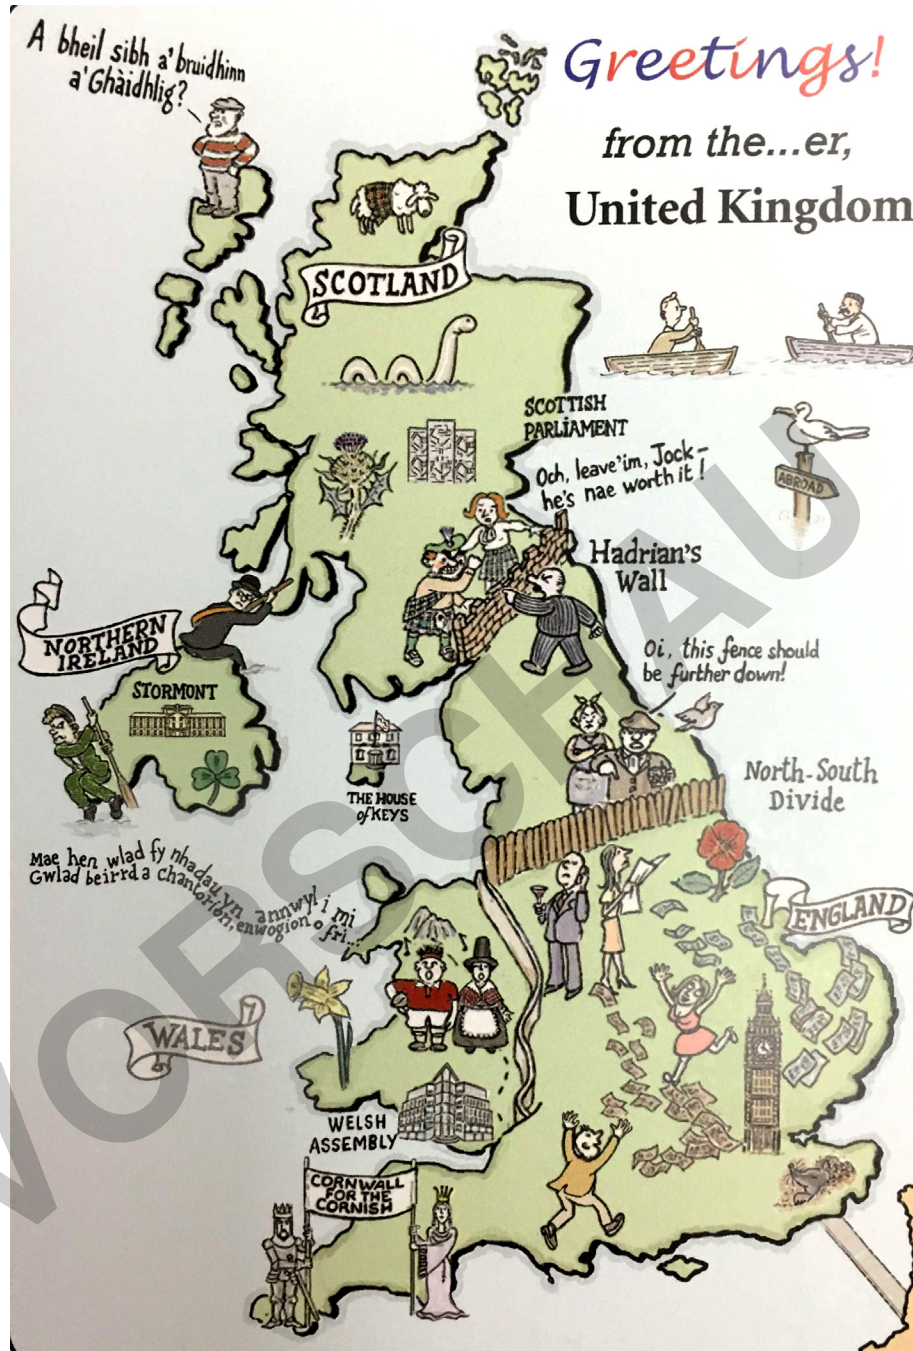 A bheil sibh a' bruidhinn
a' Ghàidhlig?
Greetings!
from the...er,
United Kingdom
SCOTLAND
SCOTTISH
PARLIAMENT
Och, leave 'im, Jock –
he's nae worth it!
ABROAD
Hadrian's
Wall
NORTHERN
IRELAND
STORMONT
Oi, this fence should
be further down!
THE HOUSE
of KEYS
North-South
Divide
Mae hen wlad fy nhadau yn annwyl i mi
Gwlad beirrd a chantorion, enwogion o fri...
ENGLAND
WALES
WELSH
ASSEMBLY
CORNWALL
FOR THE
CORNISH
VORSCHAU